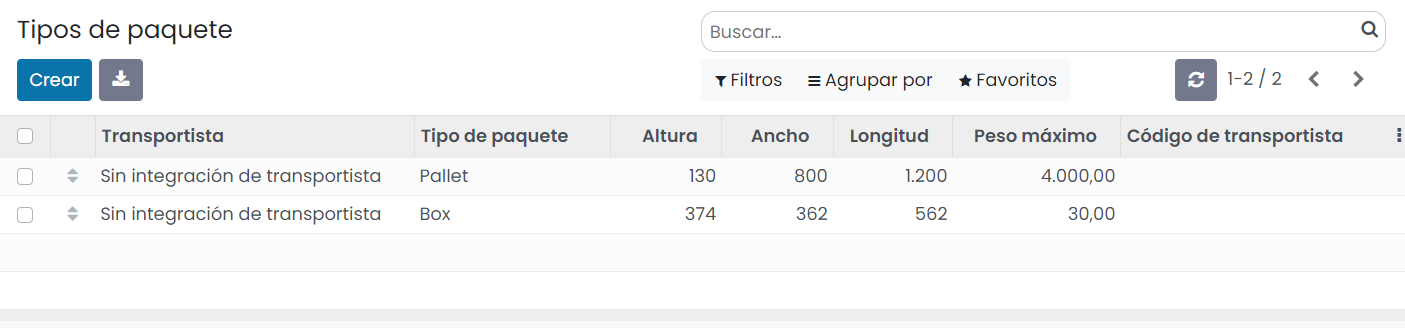 Tipos de paquete
Buscar...
Crear
Filtros Agrupar por Favoritos 1-2 / 2
Transportista Tipo de paquete Altura Ancho Longitud Peso máximo Código de transportista
Sin integración de transportista Pallet 130 800 1.200 4.000,00
Sin integración de transportista Box 374 362 562 30,00